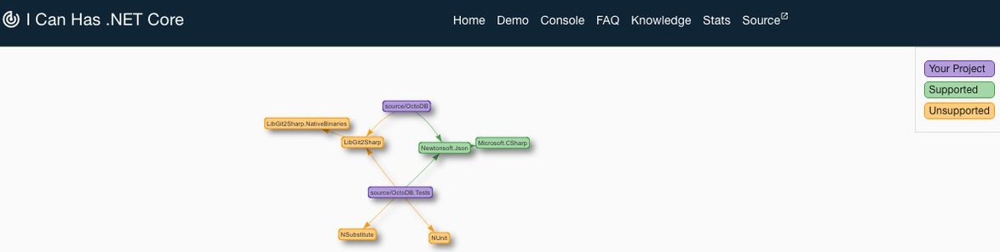 I Can Has .NET Core
Home Demo Console FAQ Knowledge Stats Source
Your Project
Supported
Unsupported
source/OctoDB
LibGit2Sharp.NativeBinaries
LibGit2Sharp
Newtonsoft.Json
Microsoft.CSharp
source/OctoDB.Tests
NSubstitute
NUnit